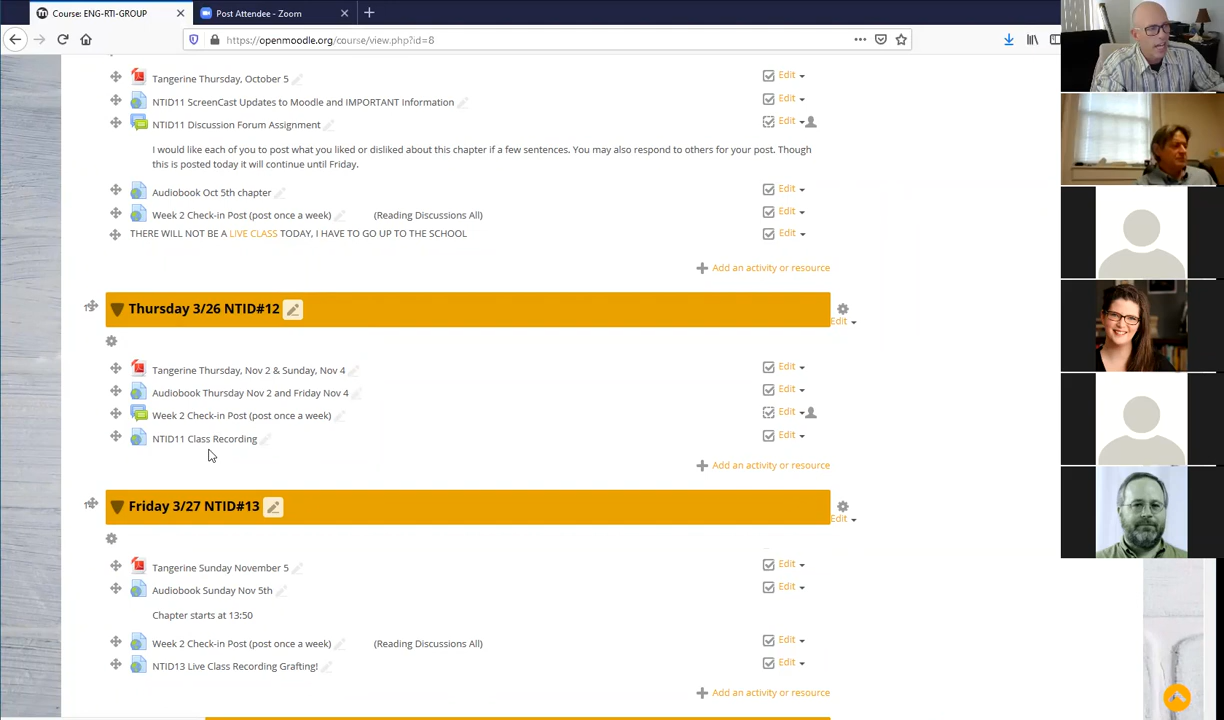 Course: ENG-RTI-GROUP
Post Attendee - Zoom
https://openmoodle.org/course/view.php?id=8
Tangerine Thursday, October 5
Edit
NTID11 ScreenCast Updates to Moodle and IMPORTANT Information
Edit
NTID11 Discussion Forum Assignment
Edit
I would like each of you to post what you liked or disliked about this chapter if a few sentences. You may also respond to others for your post. Though
this is posted today it will continue until Friday.
Audiobook Oct 5th chapter
Edit
Week 2 Check-in Post (post once a week) (Reading Discussions All)
Edit
THERE WILL NOT BE A LIVE CLASS TODAY, I HAVE TO GO UP TO THE SCHOOL
Edit
Add an activity or resource
Thursday 3/26 NTID#12
Edit
Tangerine Thursday, Nov 2 & Sunday, Nov 4
Edit
Audiobook Thursday Nov 2 and Friday Nov 4
Edit
Week 2 Check-in Post (post once a week)
Edit
NTID11 Class Recording
Edit
Add an activity or resource
Friday 3/27 NTID#13
Edit
Tangerine Sunday November 5
Edit
Audiobook Sunday Nov 5th
Edit
Chapter starts at 13:50
Week 2 Check-in Post (post once a week) (Reading Discussions All)
Edit
NTID13 Live Class Recording Grafting!
Edit
Add an activity or resource